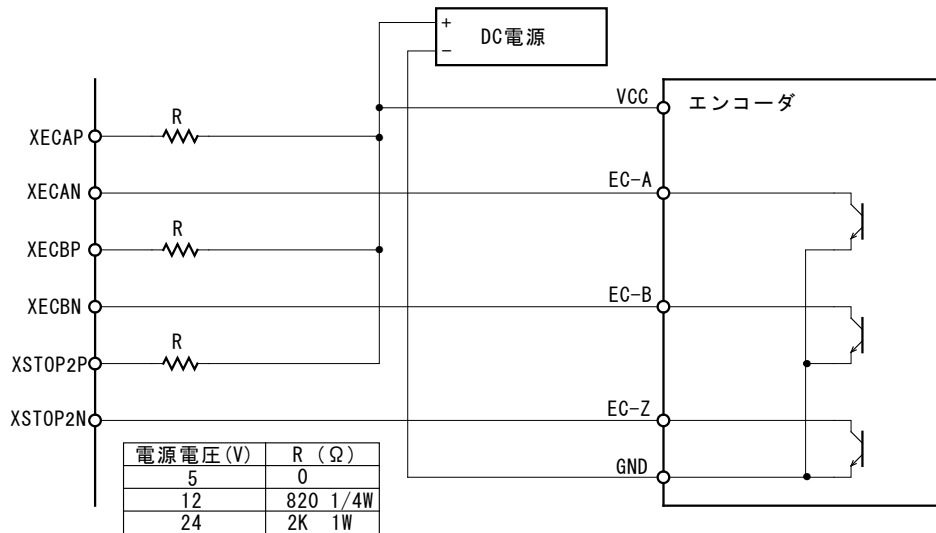 +
DC電源
−
VCC
エンコーダ
R
XECAP
EC-A
XECAN
R
XECBP
EC-B
XECBN
R
XSTOP2P
EC-Z
XSTOP2N
GND
電源電圧(V) R (Ω)
5 0
12 820 1/4W
24 2K 1W